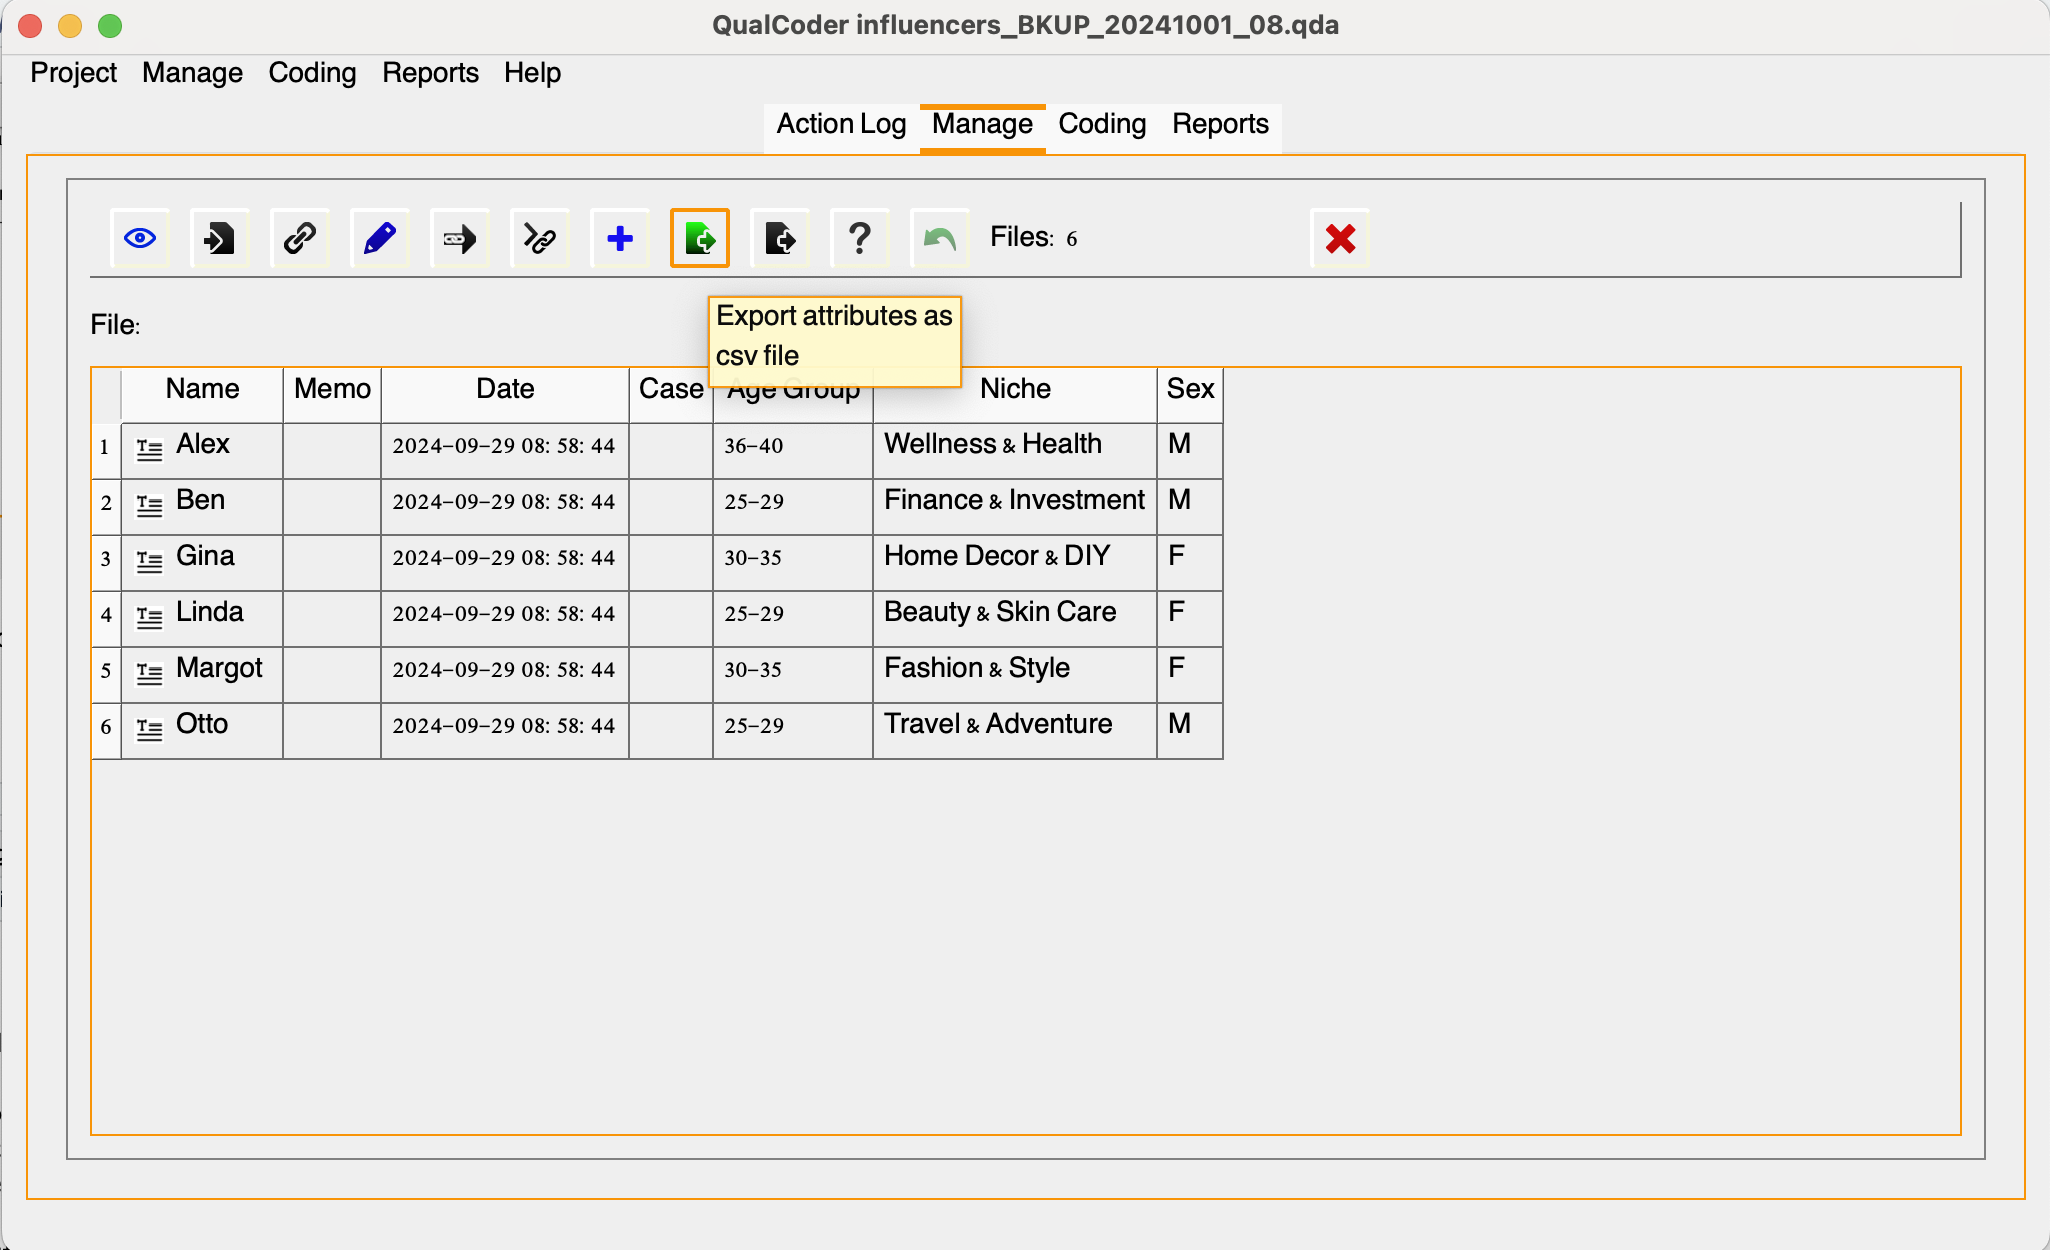 QualCoder influencers_BKUP_20241001_08.qda
Project Manage Coding Reports Help
Action Log Manage Coding Reports
? Files: 6
File:
Export attributes as
csv file
Name Memo Date Case Age Group Niche Sex
1 Alex 2024-09-29 08: 58: 44 36-40 Wellness & Health M
2 Ben 2024-09-29 08: 58: 44 25-29 Finance & Investment M
3 Gina 2024-09-29 08: 58: 44 30-35 Home Decor & DIY F
4 Linda 2024-09-29 08: 58: 44 25-29 Beauty & Skin Care F
5 Margot 2024-09-29 08: 58: 44 30-35 Fashion & Style F
6 Otto 2024-09-29 08: 58: 44 25-29 Travel & Adventure M